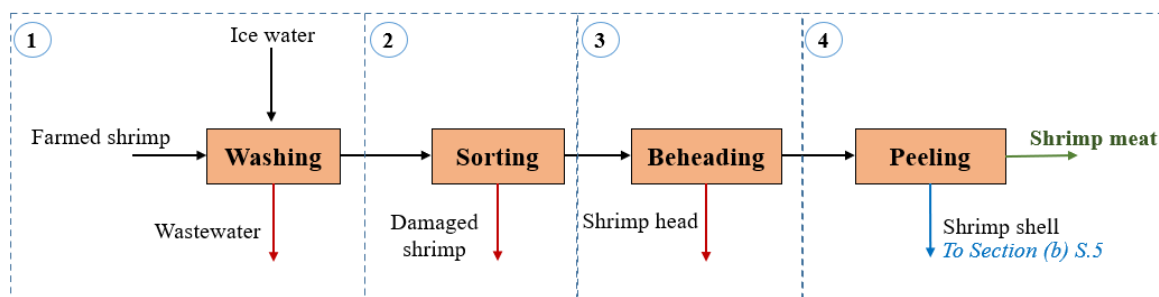 1
Ice water
2
3
4
Farmed shrimp
Washing
Sorting
Beheading
Peeling
Shrimp meat
Wastewater
Damaged
shrimp
Shrimp head
Shrimp shell
To Section (b) S.5